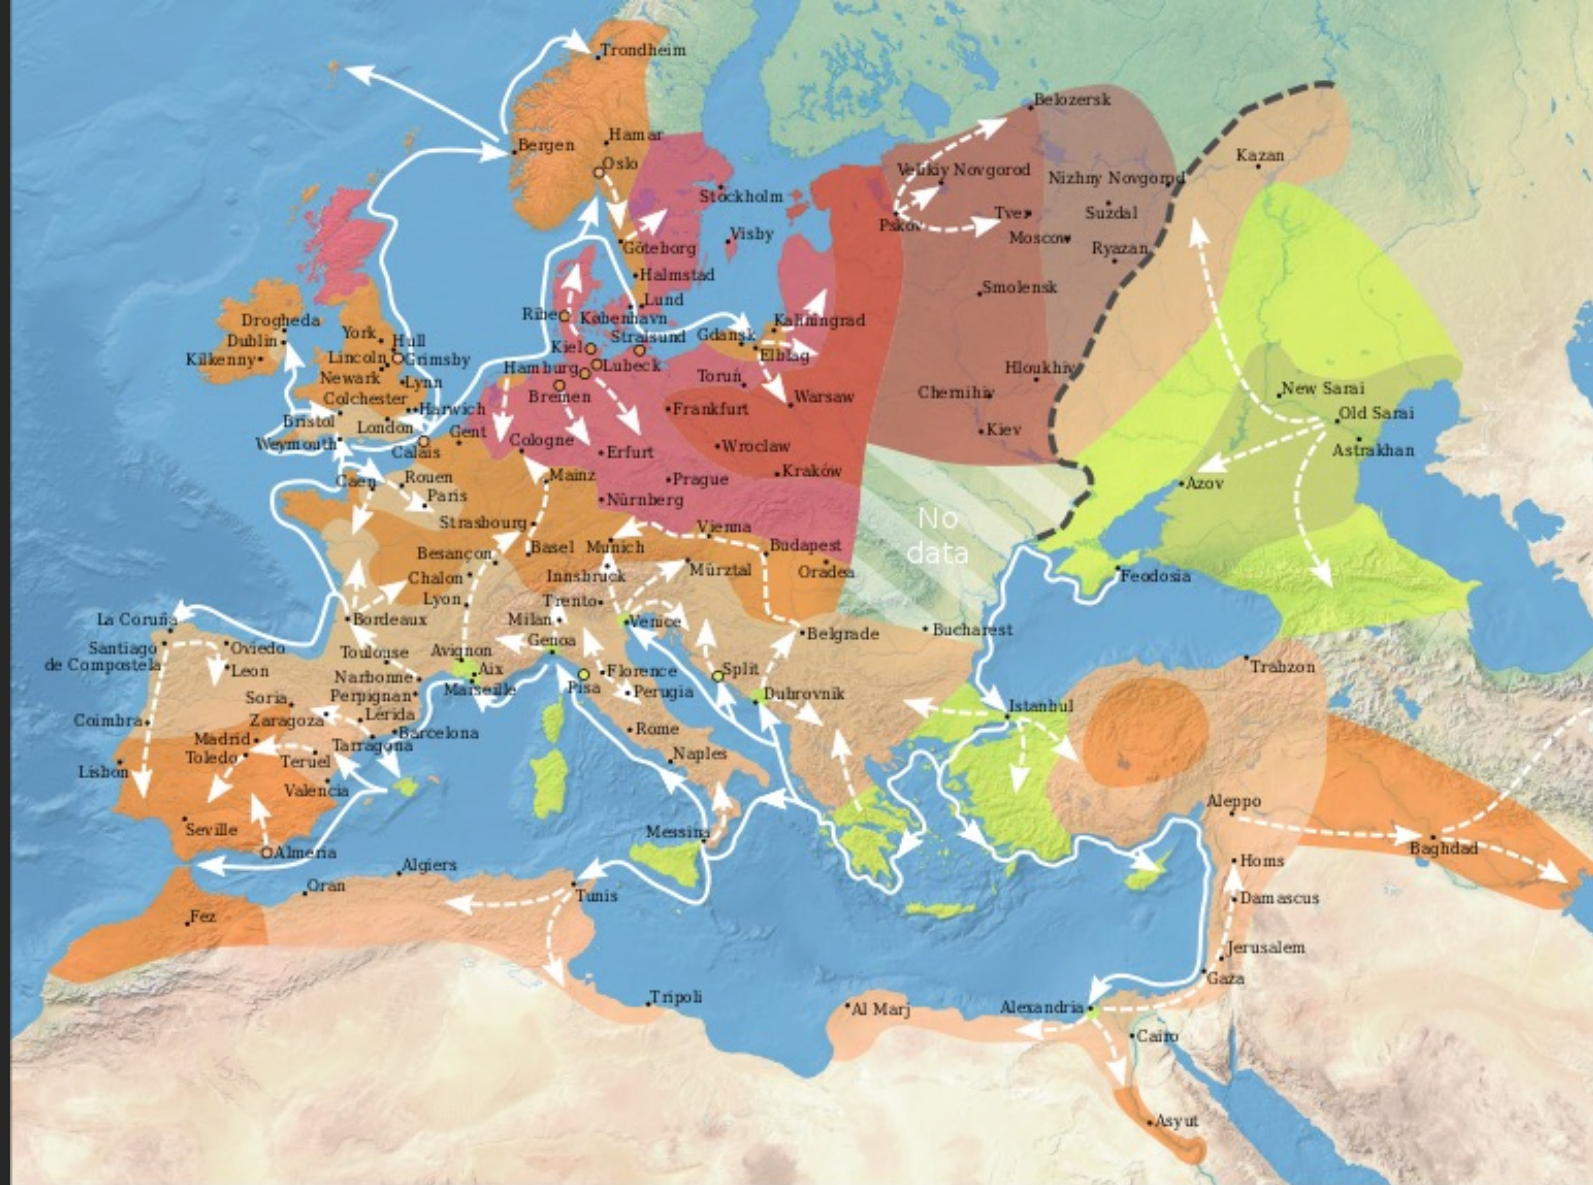 Trondheim
Belozersk
Hamar
Bergen
Oslo
Kazan
Velikiy Novgorod
Nizhny Novgorod
Stockholm
Pskov
Tver
Suzdal
Visby
Moscow
Göteborg
Ryazan
Halmstad
Smolensk
Lund
Ribe
København
Drogheda
Kaliningrad
York
Hull
Dublin
Kiel
Stralsund
Gdansk
Elbląg
Kilkenny
Lincoln
Grimsby
Hamburg
Lubeck
Hloukhiv
Newark
Lynn
Toruń
New Sarai
Colchester
Bremen
Warsaw
Chernihiv
Harwich
Frankfurt
Old Sarai
Bristol
London
Gent
Kiev
Weymouth
Calais
Cologne
Erfurt
Wroclaw
Astrakhan
Caen
Rouen
Mainz
Prague
Kraków
Azov
Paris
Nürnberg
Strasbourg
Vienna
No
data
Besançon
Basel
Munich
Budapest
Chalon
Innsbruck
Mürztal
Oradea
Feodosia
Lyon
Trento
La Coruña
Bordeaux
Milan
Venice
Belgrade
Bucharest
Santiago
de Compostela
Oviedo
Toulouse
Avignon
Genoa
Leon
Narbonne
Aix
Florence
Split
Trabzon
Soria
Perpignan
Marseille
Pisa
Perugia
Dubrovnik
Coimbra
Zaragoza
Lérida
Istanbul
Madrid
Tarragona
Barcelona
Rome
Toledo
Teruel
Naples
Lisbon
Valencia
Aleppo
Seville
Messina
Baghdad
Almeria
Algiers
Homs
Oran
Tunis
Damascus
Fez
Jerusalem
Gaza
Tripoli
Al Marj
Alexandria
Cairo
Asyut